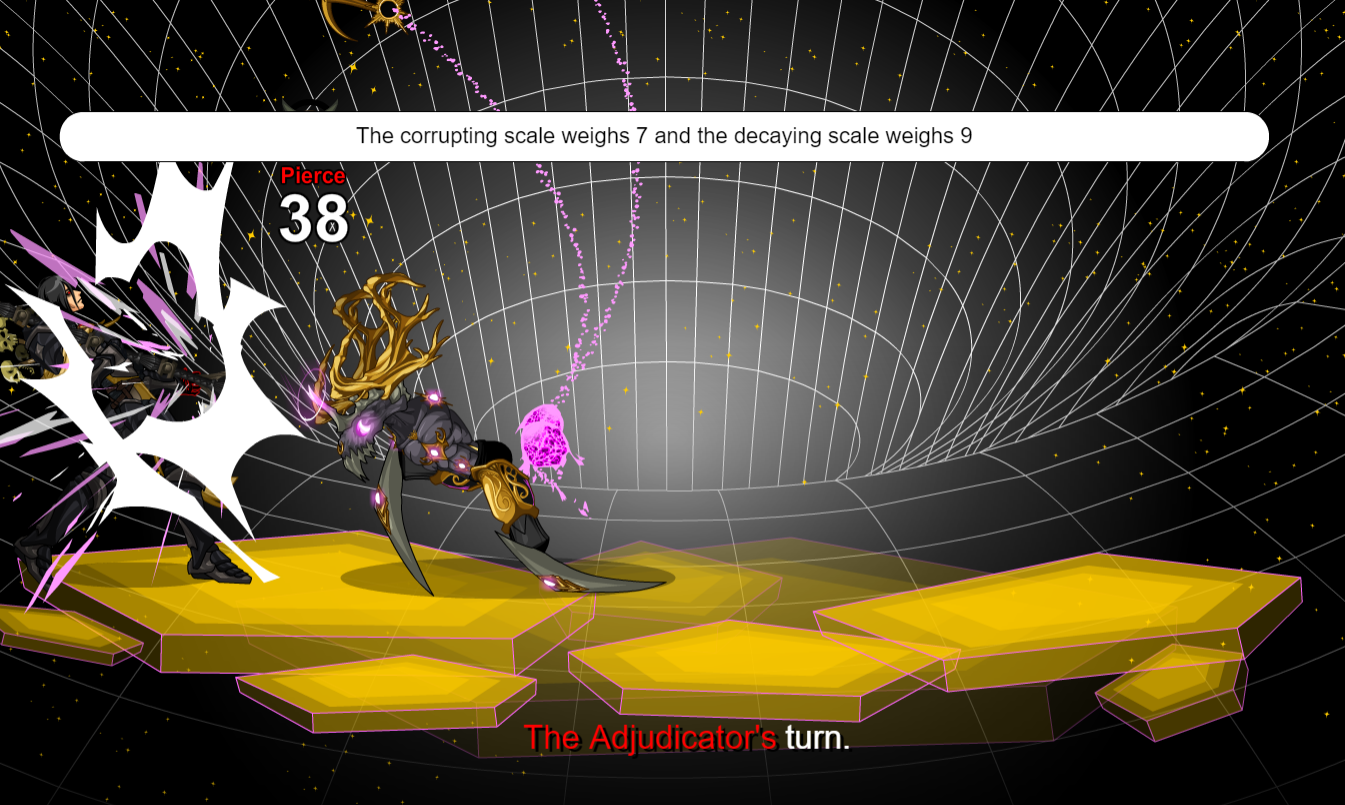 The corrupting scale weighs 7 and the decaying scale weighs 9
Pierce
38
The Adjudicator's turn.